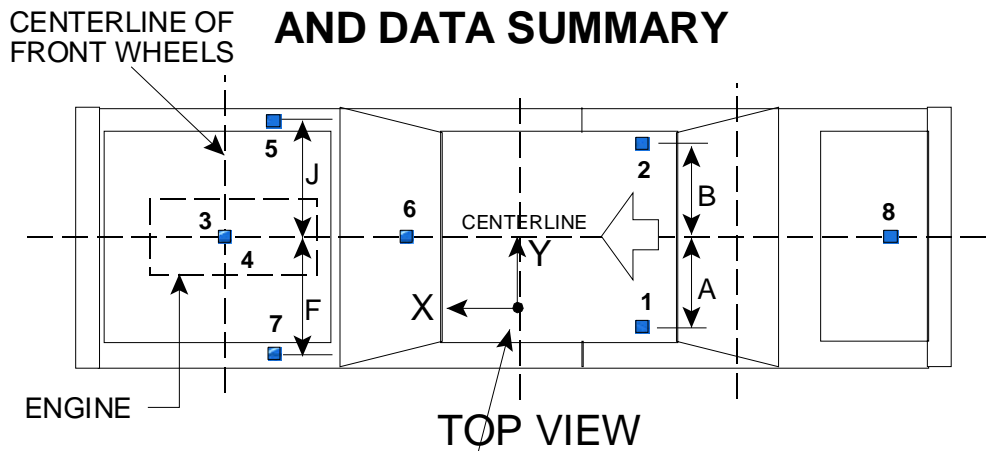 CENTERLINE OF
FRONT WHEELS
AND DATA SUMMARY
5
J
2
B
3
4
6
CENTERLINE
8
Y
X
F
7
1
A
ENGINE
TOP VIEW